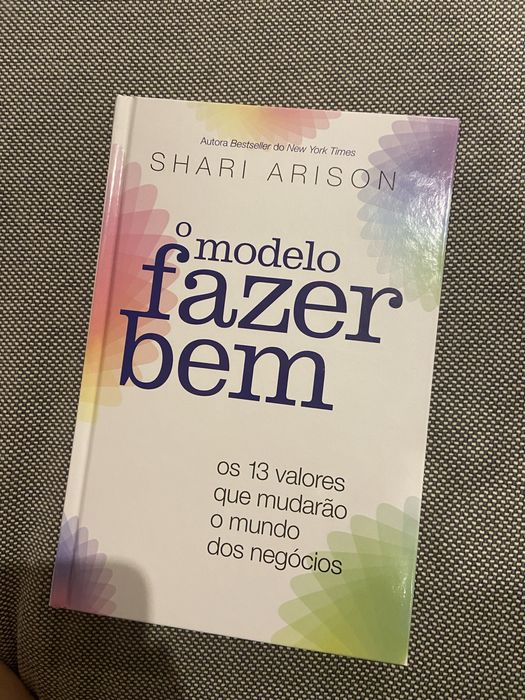 Autora Bestseller do New York Times
SHARI ARISON
o modelo
fazer
bem
os 13 valores
que mudarão
o mundo
dos negócios